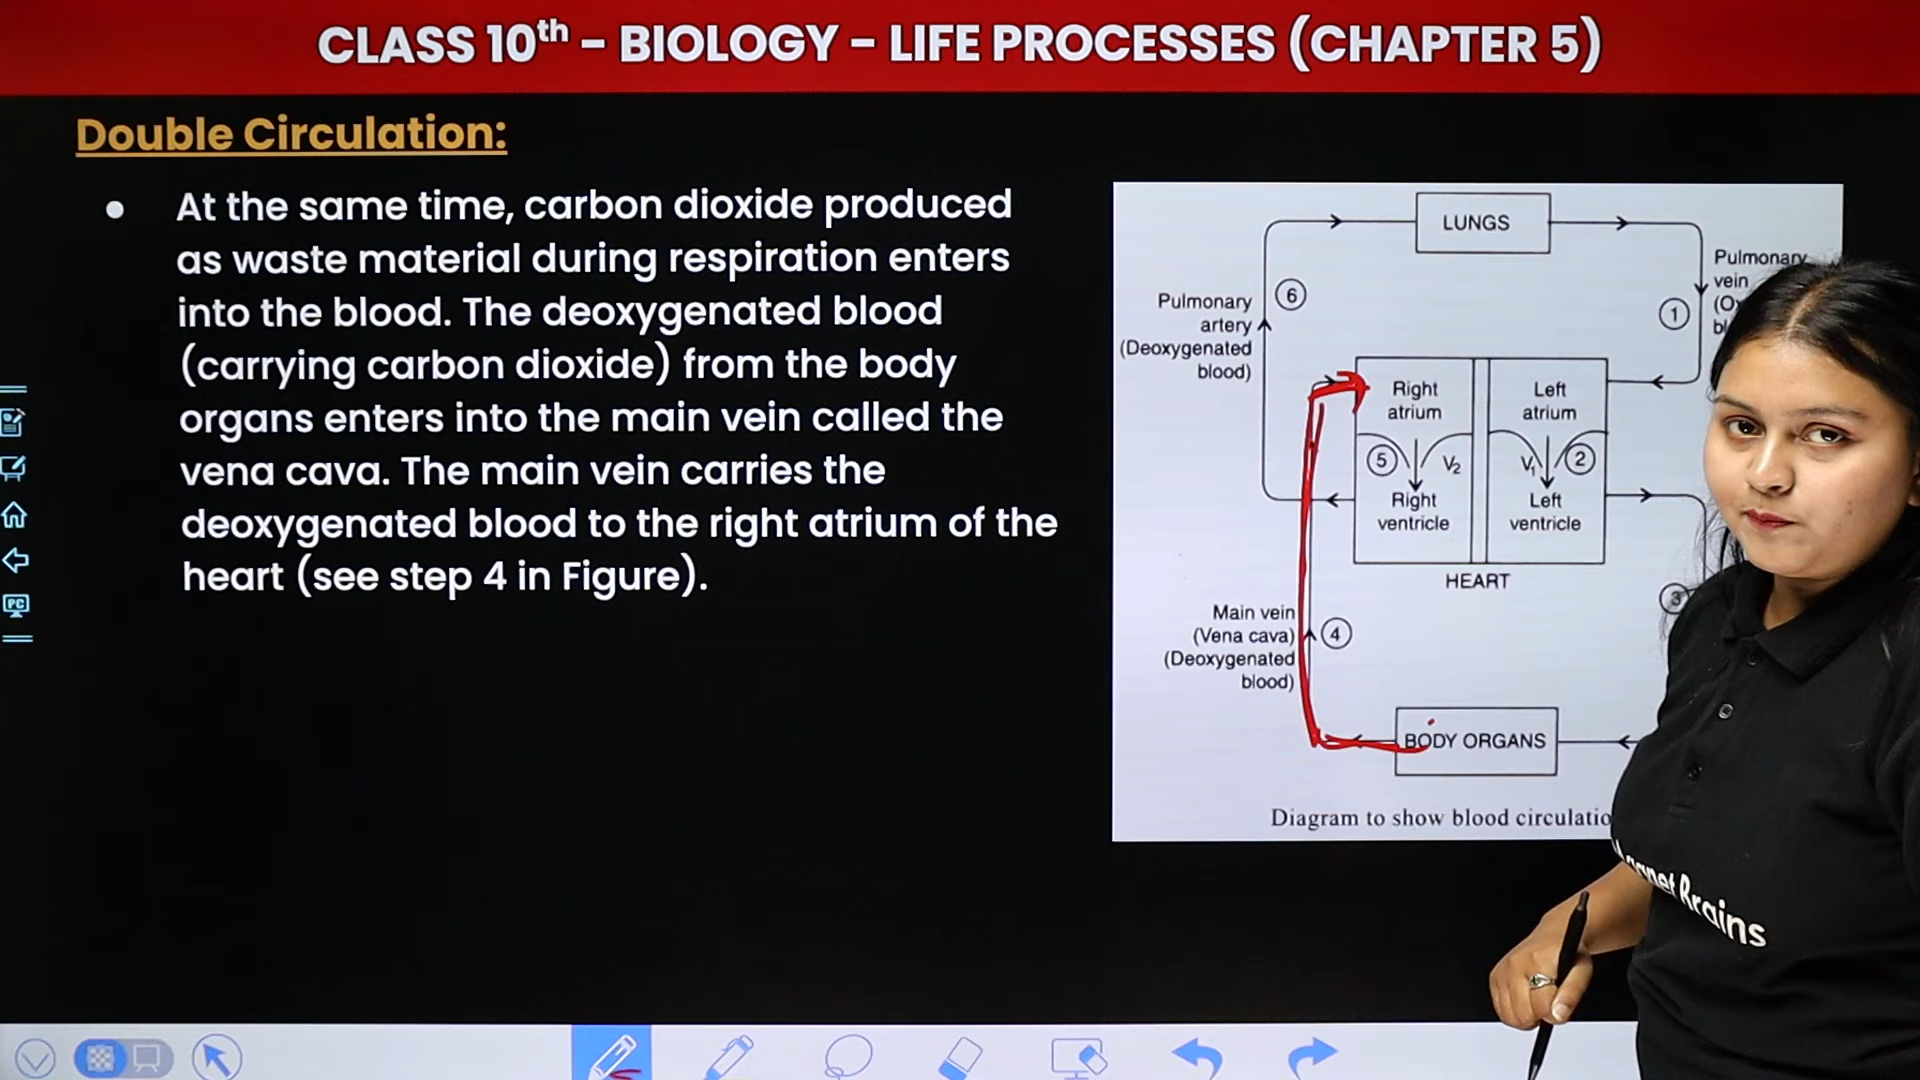 CLASS 10th – BIOLOGY – LIFE PROCESSES (CHAPTER 5)
Double Circulation:
● At the same time, carbon dioxide produced
as waste material during respiration enters
into the blood. The deoxygenated blood
(carrying carbon dioxide) from the body
organs enters into the main vein called the
vena cava. The main vein carries the
deoxygenated blood to the right atrium of the
heart (see step 4 in Figure).
LUNGS
Pulmonary
vein
1
6
Pulmonary
artery
(Deoxygenated
blood)
Right
atrium
Left
atrium
5
V2
V1
2
Right
ventricle
Left
ventricle
HEART
3
Main vein
(Vena cava)
(Deoxygenated
blood)
4
BODY ORGANS
Diagram to show blood
Brains
PC